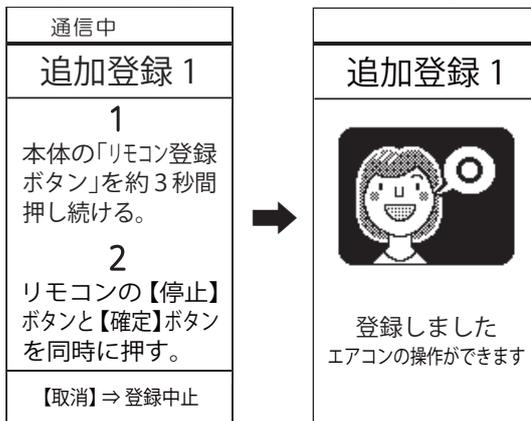 通信中
追加登録 1
1
本体の「リモコン登録
ボタン」を約3秒間
押し続ける。
2
リモコンの【停止】
ボタンと【確定】ボタン
を同時に押す。
【取消】⇒ 登録中止
追加登録 1
登録しました
エアコンの操作ができます